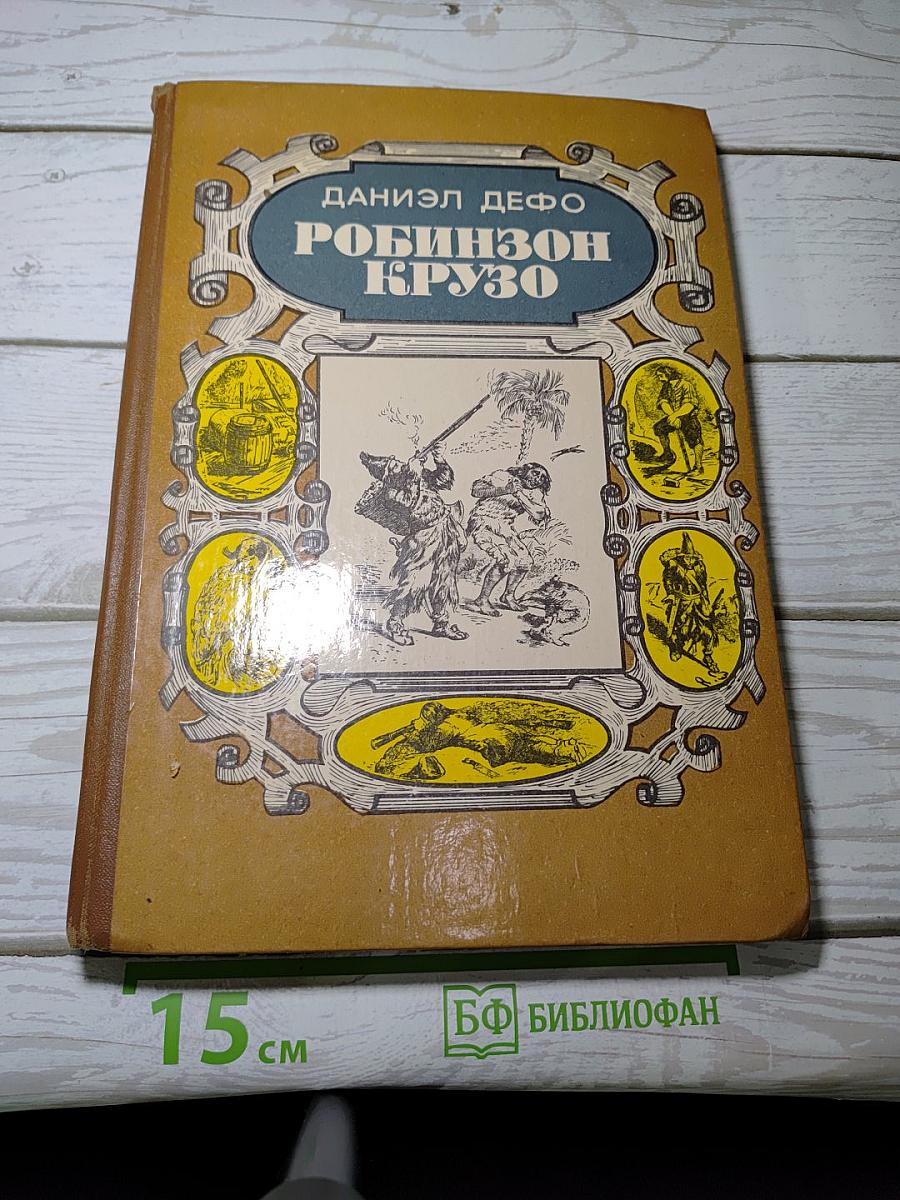 ДАНИЭЛ ДЕФО
РОБИНЗОН
КРУЗО
15 см
БФ БИБЛИОФАН